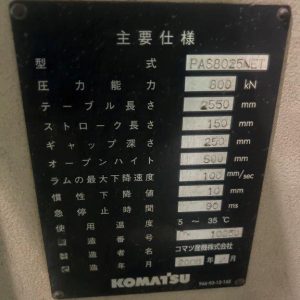 主要仕様
型式 PAS8025NET
圧力能力 800 kN
テーブル長さ 2550 mm
ストローク長さ 150 mm
ギャップ深さ 250 mm
オープンハイト 500 mm
ラムの最大下降速度 100 mm/sec
慣性下降値 10 mm
急停止時間 90 ms
使用温度 5 ~ 35℃
製造番号
製造者名 コマツ産機株式会社
製造年月 年 月
KOMATSU